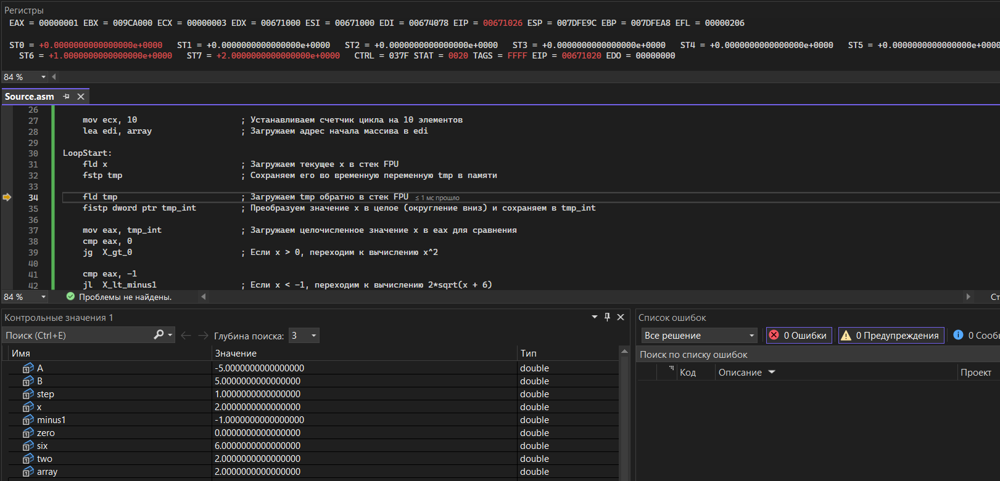 Регистры
EAX = 00000001 EBX = 009CA000 ECX = 00000003 EDX = 00671000 ESI = 00671000 EDI = 00674078 EIP = 00671026 ESP = 007DFE9C EBP = 007DFEA8 EFL = 00000206
ST0 = +0.0000000000000000e+0000 ST1 = +0.0000000000000000e+0000 ST2 = +0.0000000000000000e+0000 ST3 = +0.0000000000000000e+0000 ST4 = +0.0000000000000000e+0000 ST5 = +0.0000000000000000e+0000
ST6 = +1.0000000000000000e+0000 ST7 = +2.0000000000000000e+0000 CTRL = 037F STAT = 0020 TAGS = FFFF EIP = 00671020 EDO = 00000000
84 %
Source.asm
26
27 mov ecx, 10 ; Устанавливаем счетчик цикла на 10 элементов
28 lea edi, array ; Загружаем адрес начала массива в edi
29
30 LoopStart:
31 fld x ; Загружаем текущее x в стек FPU
32 fstp tmp ; Сохраняем его во временную переменную tmp в памяти
33
34 fld tmp ; Загружаем tmp обратно в стек FPU ≤ 1 мс прошло
35 fistp dword ptr tmp_int ; Преобразуем значение x в целое (округление вниз) и сохраняем в tmp_int
36
37 mov eax, tmp_int ; Загружаем целочисленное значение x в eax для сравнения
38 cmp eax, 0
39 jg X_gt_0 ; Если x > 0, переходим к вычислению x^2
40
41 cmp eax, -1
42 jl X_lt_minus1 ; Если x < -1, переходим к вычислению 2*sqrt(x + 6)
84 % Проблемы не найдены. Ст
Контрольные значения 1
Поиск (Ctrl+E) Глубина поиска: 3
Имя Значение Тип
A -5.0000000000000000 double
B 5.0000000000000000 double
step 1.0000000000000000 double
x 2.0000000000000000 double
minus1 -1.0000000000000000 double
zero 0.0000000000000000 double
six 6.0000000000000000 double
two 2.0000000000000000 double
array 2.0000000000000000 double
Список ошибок
Все решение 0 Ошибки 0 Предупреждения 0 Сооб
Поиск по списку ошибок
Код Описание Проект